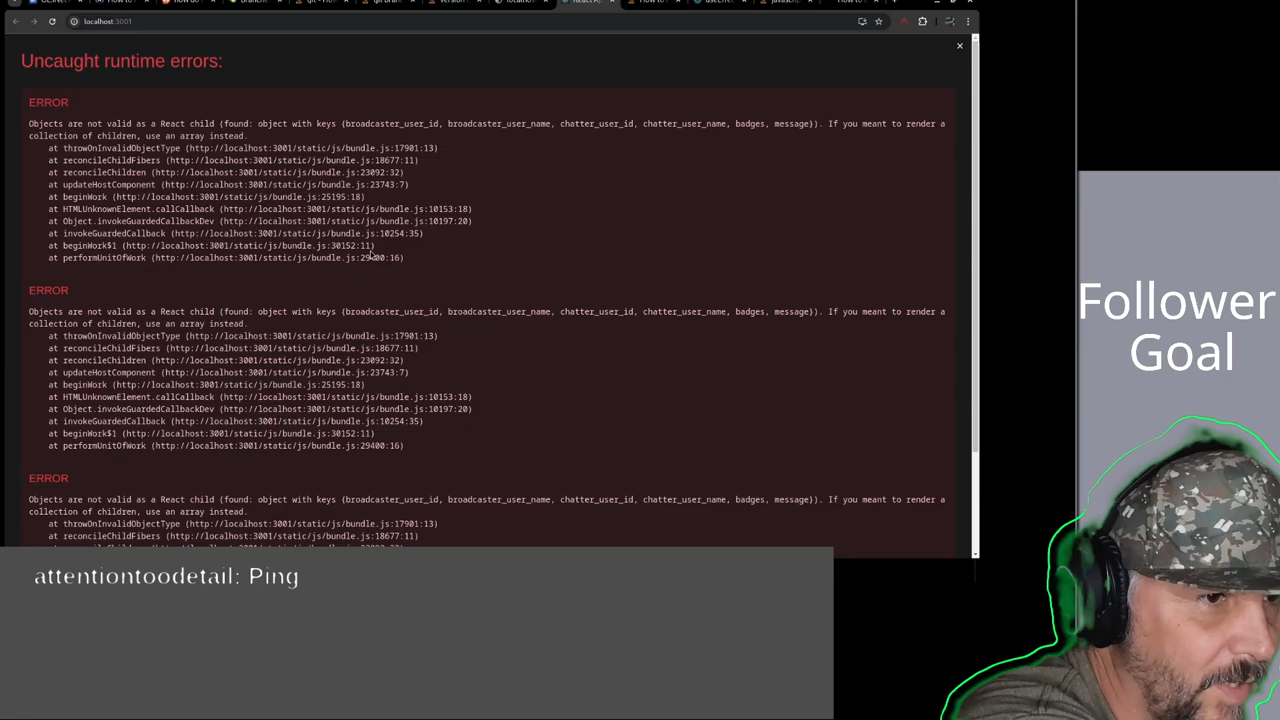 localhost:3001
Uncaught runtime errors:
ERROR
Objects are not valid as a React child (found: object with keys {broadcaster_user_id, broadcaster_user_name, chatter_user_id, chatter_user_name, badges, message}). If you meant to render a
collection of children, use an array instead.
at throwOnInvalidObjectType (http://localhost:3001/static/js/bundle.js:17901:13)
at reconcileChildFibers (http://localhost:3001/static/js/bundle.js:18677:11)
at reconcileChildren (http://localhost:3001/static/js/bundle.js:23092:32)
at updateHostComponent (http://localhost:3001/static/js/bundle.js:23743:7)
at beginWork (http://localhost:3001/static/js/bundle.js:25195:18)
at HTMLUnknownElement.callCallback (http://localhost:3001/static/js/bundle.js:10153:18)
at Object.invokeGuardedCallbackDev (http://localhost:3001/static/js/bundle.js:10197:20)
at invokeGuardedCallback (http://localhost:3001/static/js/bundle.js:10254:35)
at beginWork$1 (http://localhost:3001/static/js/bundle.js:30152:11)
at performUnitOfWork (http://localhost:3001/static/js/bundle.js:29400:16)
ERROR
Objects are not valid as a React child (found: object with keys {broadcaster_user_id, broadcaster_user_name, chatter_user_id, chatter_user_name, badges, message}). If you meant to render a
collection of children, use an array instead.
at throwOnInvalidObjectType (http://localhost:3001/static/js/bundle.js:17901:13)
at reconcileChildFibers (http://localhost:3001/static/js/bundle.js:18677:11)
at reconcileChildren (http://localhost:3001/static/js/bundle.js:23092:32)
at updateHostComponent (http://localhost:3001/static/js/bundle.js:23743:7)
at beginWork (http://localhost:3001/static/js/bundle.js:25195:18)
at HTMLUnknownElement.callCallback (http://localhost:3001/static/js/bundle.js:10153:18)
at Object.invokeGuardedCallbackDev (http://localhost:3001/static/js/bundle.js:10197:20)
at invokeGuardedCallback (http://localhost:3001/static/js/bundle.js:10254:35)
at beginWork$1 (http://localhost:3001/static/js/bundle.js:30152:11)
at performUnitOfWork (http://localhost:3001/static/js/bundle.js:29400:16)
ERROR
Objects are not valid as a React child (found: object with keys {broadcaster_user_id, broadcaster_user_name, chatter_user_id, chatter_user_name, badges, message}). If you meant to render a
collection of children, use an array instead.
at throwOnInvalidObjectType (http://localhost:3001/static/js/bundle.js:17901:13)
at reconcileChildFibers (http://localhost:3001/static/js/bundle.js:18677:11)
attentiontoodetail: Ping
Follower
Goal